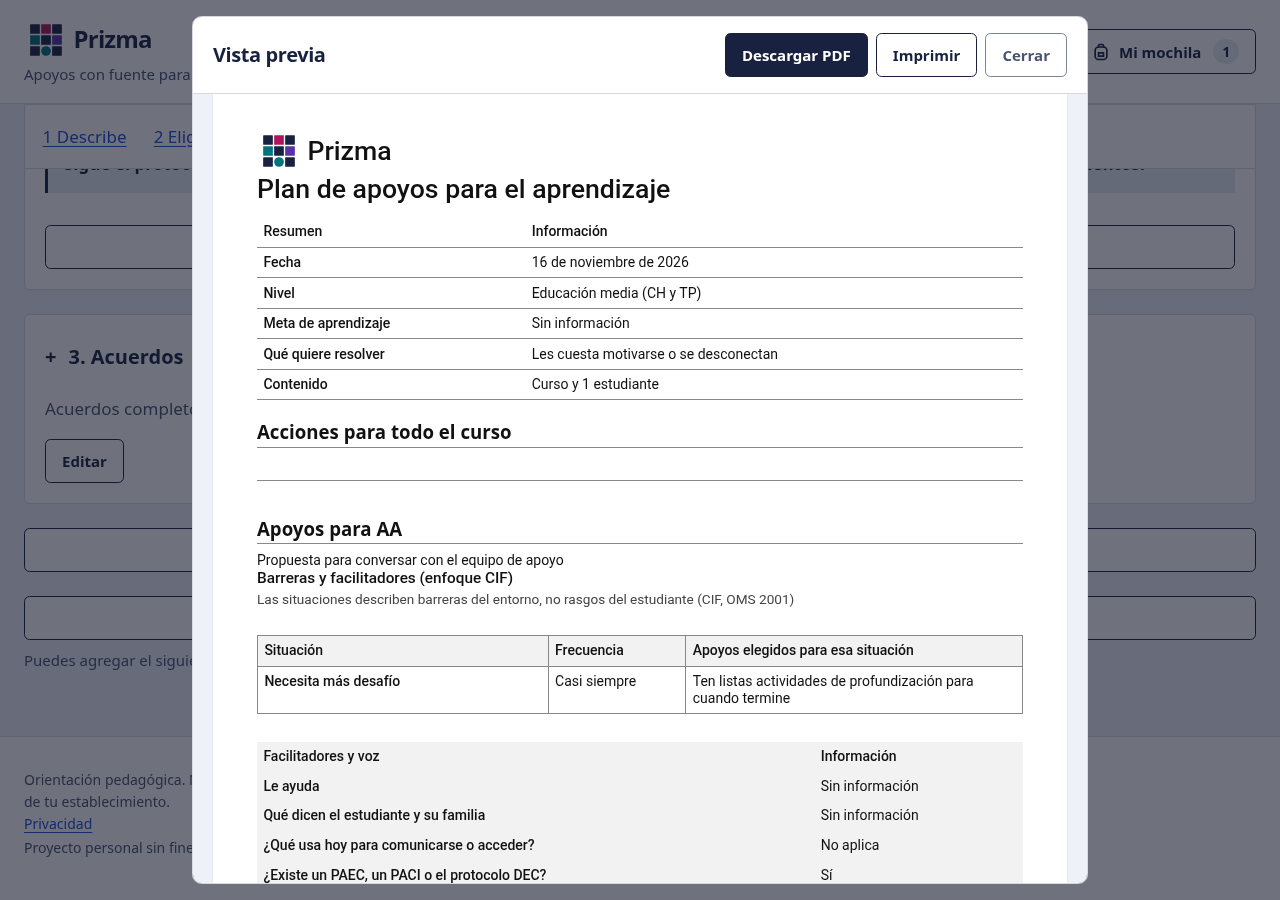 Prizma
Apoyos con fuente para
Mi mochila 1
1 Describe
Vista previa
Descargar PDF
Imprimir
Cerrar
Prizma
Plan de apoyos para el aprendizaje
Resumen Información
Fecha 16 de noviembre de 2026
Nivel Educación media (CH y TP)
Meta de aprendizaje Sin información
Qué quiere resolver Les cuesta motivarse o se desconectan
Contenido Curso y 1 estudiante
Acciones para todo el curso
Apoyos para AA
Propuesta para conversar con el equipo de apoyo
Barreras y facilitadores (enfoque CIF)
Las situaciones describen barreras del entorno, no rasgos del estudiante (CIF, OMS 2001)
Situación Frecuencia Apoyos elegidos para esa situación
Necesita más desafío Casi siempre Ten listas actividades de profundización para
cuando termine
Facilitadores y voz Información
Le ayuda Sin información
Qué dicen el estudiante y su familia Sin información
¿Qué usa hoy para comunicarse o acceder? No aplica
¿Existe un PAEC, un PACI o el protocolo DEC? Sí
+ 3. Acuerdos
Acuerdos
Editar
Puedes agregar el
Orientación pedagógica.
de tu establecimiento.
Privacidad
Proyecto personal sin